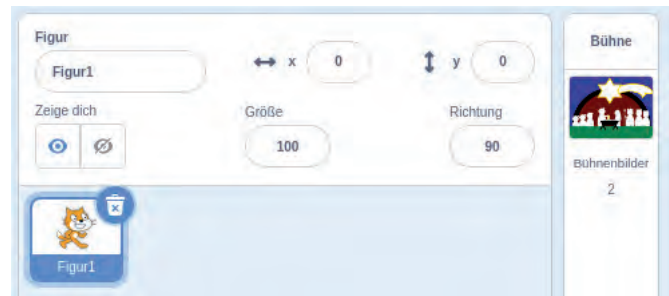 Figur
Figur1
x
0
y
0
Zeige dich
Größe
100
Richtung
90
Figur1
Bühne
Bühnenbilder
2